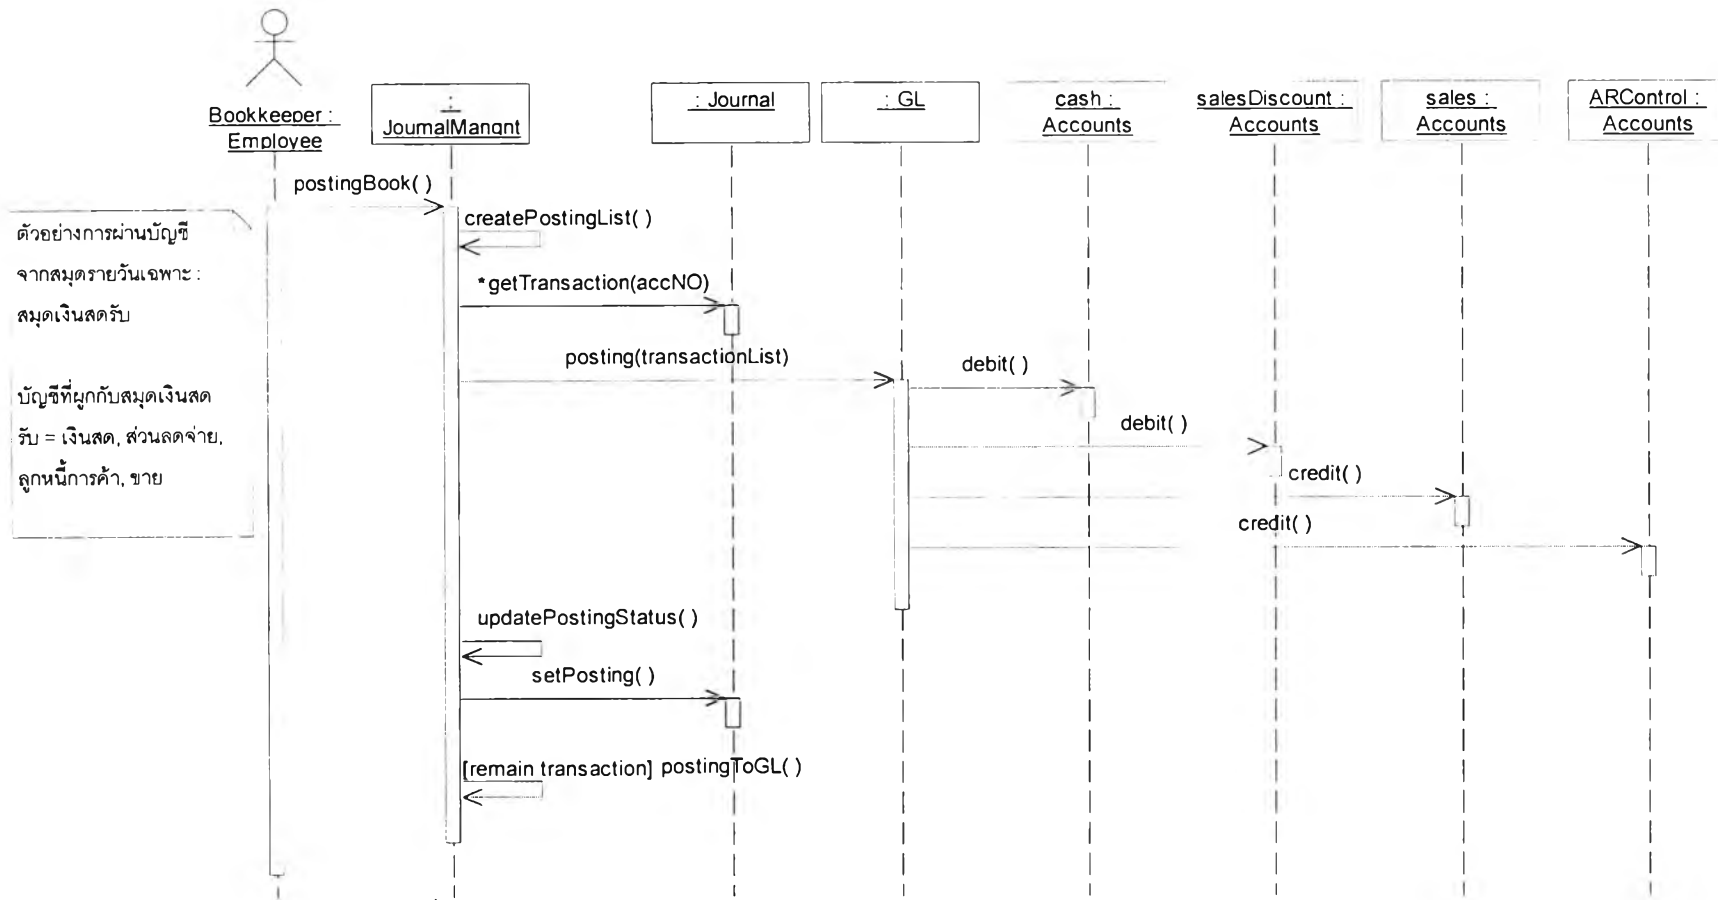 Bookkeeper :
Employee
:
JournalMangnt
: Journal
: GL
cash :
Accounts
salesDiscount :
Accounts
sales :
Accounts
ARControl :
Accounts
postingBook( )
createPostingList( )
*getTransaction(accNO)
posting(transactionList)
debit( )
debit( )
credit( )
credit( )
updatePostingStatus( )
setPosting( )
[remain transaction] postingToGL( )
ตัวอย่างการผ่านบัญชี
จากสมุดรายวันเฉพาะ :
สมุดเงินสดรับ
บัญชีที่ผูกกับสมุดเงินสด
รับ = เงินสด, ส่วนลดจ่าย,
ลูกหนี้การค้า, ขาย